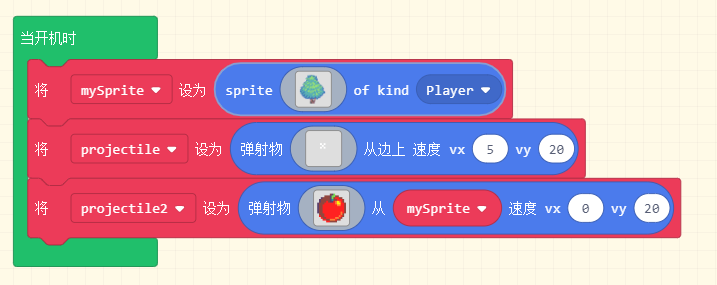 当开机时
将 mySprite 设为 sprite of kind Player
将 projectile 设为 弹射物 从边上 速度 vx 5 vy 20
将 projectile2 设为 弹射物 从 mySprite 速度 vx 0 vy 20